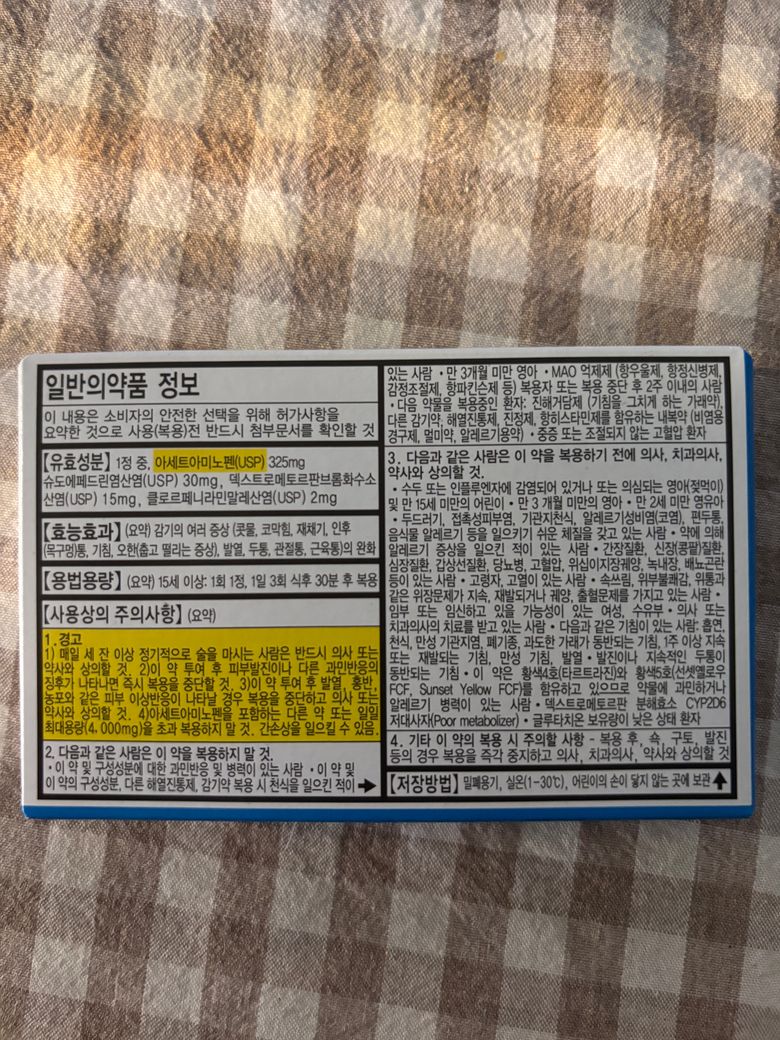 일반의약품 정보
이 내용은 소비자의 안전한 선택을 위해 허가사항을
요약한 것으로 사용(복용)전 반드시 첨부문서를 확인할 것
【유효성분】 1정 중, 아세트아미노펜(USP) 325mg
슈도에페드린염산염(USP) 30mg, 덱스트로메토르판브롬화수소
산염(USP) 15mg, 클로르페니라민말레산염(USP) 2mg
【효능효과】 (요약) 감기의 여러 증상 (콧물, 코막힘, 재채기, 인후
(목구멍)통, 기침, 오한(춥고 떨리는 증상), 발열, 두통, 관절통, 근육통)의 완화
【용법용량】 (요약) 15세 이상: 1회 1정, 1일 3회 식후 30분 후 복용
【사용상의 주의사항】 (요약)
1. 경고
1) 매일 세 잔 이상 정기적으로 술을 마시는 사람은 반드시 의사 또는
약사와 상의할 것. 2)이 약 투여 후 피부발진이나 다른 과민반응의
징후가 나타나면 즉시 복용을 중단할 것. 3)이 약 투여 후 발열, 홍반,
농포와 같은 피부 이상반응이 나타날 경우 복용을 중단하고 의사 또는
약사와 상의할 것. 4)아세트아미노펜을 포함하는 다른 약 또는 일일
최대용량(4,000mg)을 초과 복용하지 말 것. 간손상을 일으킬 수 있음.
2. 다음과 같은 사람은 이 약을 복용하지 말 것.
• 이 약 및 구성성분에 대한 과민반응 및 병력이 있는 사람 • 이 약 및
이 약의 구성성분, 다른 해열진통제, 감기약 복용 시 천식을 일으킨 적이
있는 사람 • 만 3개월 미만 영아 • MAO 억제제 (항우울제, 항정신병제,
감정조절제, 항파킨슨제 등) 복용자 또는 복용 중단 후 2주 이내의 사람
• 다음 약물을 복용중인 환자: 진해거담제 (기침을 그치게 하는 가래약),
다른 감기약, 해열진통제, 진정제, 항히스타민제를 함유하는 내복약 (비염용
경구제, 멀미약, 알레르기용약) • 중증 또는 조절되지 않는 고혈압 환자
3. 다음과 같은 사람은 이 약을 복용하기 전에 의사, 치과의사,
약사와 상의할 것.
• 수두 또는 인플루엔자에 감염되어 있거나 또는 의심되는 영아(젖먹이)
및 만 15세 미만의 어린이 • 만 3 개월 미만의 영아 • 만 2세 미만 영유아
• 두드러기, 접촉성피부염, 기관지천식, 알레르기성비염(코염), 편두통,
음식물 알레르기 등을 일으키기 쉬운 체질을 갖고 있는 사람 • 약에 의해
알레르기 증상을 일으킨 적이 있는 사람 • 간장질환, 신장(콩팥)질환,
심장질환, 갑상선질환, 당뇨병, 고혈압, 위십이지장궤양, 녹내장, 배뇨곤란
등이 있는 사람 • 고령자, 고열이 있는 사람 • 속쓰림, 위부불쾌감, 위통과
같은 위장문제가 지속, 재발되거나 궤양, 출혈문제를 가지고 있는 사람 •
임부 또는 임신하고 있을 가능성이 있는 여성, 수유부 • 의사 또는
치과의사의 치료를 받고 있는 사람 • 다음과 같은 기침이 있는 사람: 흡연,
천식, 만성 기관지염, 폐기종, 과도한 가래가 동반되는 기침, 1주 이상 지속
또는 재발되는 기침, 만성 기침, 발열 • 발진이나 지속적인 두통이
동반되는 기침 • 이 약은 황색4호(타르트라진)와 황색5호(선셋옐로우
FCF, Sunset Yellow FCF)를 함유하고 있으므로 약물에 과민하거나
알레르기 병력이 있는 사람 • 덱스트로메토르판 분해효소 CYP2D6
저대사자(Poor metabolizer) • 글루타치온 보유량이 낮은 상태 환자
4. 기타 이 약의 복용 시 주의할 사항 - 복용 후, 쇽, 구토, 발진
등의 경우 복용을 즉각 중지하고 의사, 치과의사, 약사와 상의할 것
【저장방법】 밀폐용기, 실온(1-30℃), 어린이의 손이 닿지 않는 곳에 보관